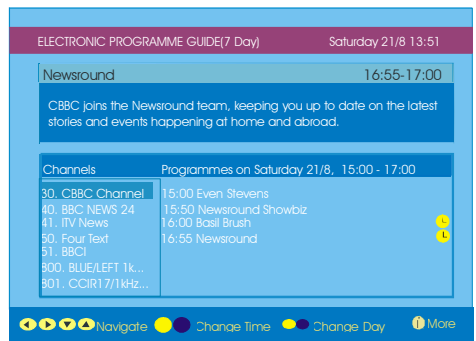 ELECTRONIC PROGRAMME GUIDE(7 Day) Saturday 21/8 13:51
Newsround 16:55-17:00
CBBC joins the Newsround team, keeping you up to date on the latest
stories and events happening at home and abroad.
Channels Programmes on Saturday 21/8, 15:00 - 17:00
30. CBBC Channel 15:00 Even Stevens
40. BBC NEWS 24 15:50 Newsround Showbiz
41. ITV News 16:00 Basil Brush
50. Four Text 16:55 Newsround
51. BBCI
800. BLUE/LEFT 1k...
801. CCIR17/1kHz...
Navigate Change Time Change Day i More